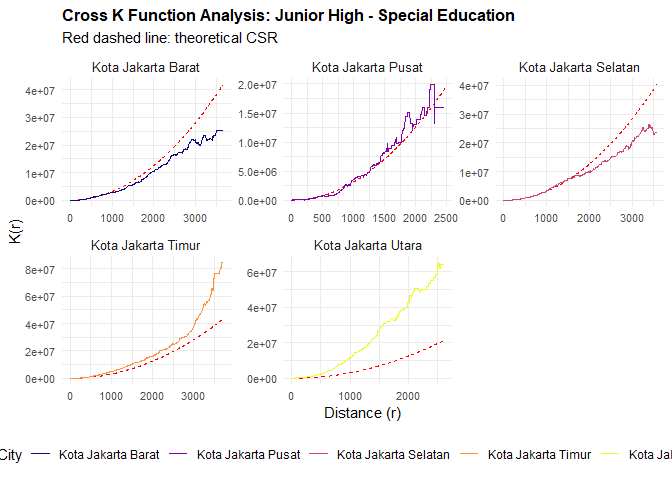 Cross K Function Analysis: Junior High - Special Education
Red dashed line: theoretical CSR
Kota Jakarta Barat
Kota Jakarta Pusat
Kota Jakarta Selatan
4e+07
3e+07
2e+07
1e+07
0e+00
0 1000 2000 3000
2.0e+07
1.5e+07
1.0e+07
5.0e+06
0.0e+00
0 500 1000 1500 2000 2500
4e+07
3e+07
2e+07
1e+07
0e+00
0 1000 2000 3000
K(r)
Kota Jakarta Timur
Kota Jakarta Utara
8e+07
6e+07
4e+07
2e+07
0e+00
0 1000 2000 3000
6e+07
4e+07
2e+07
0e+00
0 1000 2000
Distance (r)
City Kota Jakarta Barat Kota Jakarta Pusat Kota Jakarta Selatan Kota Jakarta Timur Kota Jak